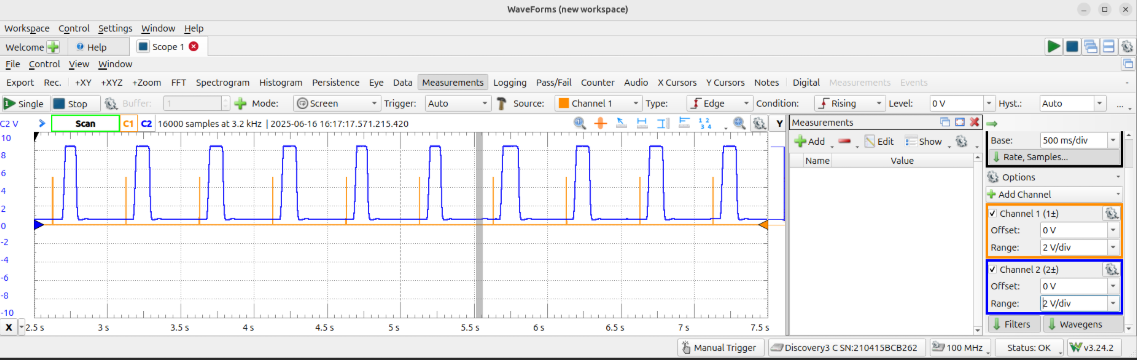 WaveForms (new workspace)
Workspace Control Settings Window Help
Welcome Help Scope 1
File Control View Window
Export Rec. +XY +XYZ +Zoom FFT Spectrogram Histogram Persistence Eye Data Measurements Logging Pass/Fail Counter Audio X Cursors Y Cursors Notes Digital Measurements Events
Single Stop Buffer: 1 Mode: Screen Trigger: Auto Source: Channel 1 Type: Edge Condition: Rising Level: 0 V Hyst.: Auto ...
C2 V Scan C1 C2 16000 samples at 3.2 kHz | 2025-06-16 16:17:17.571.215.420 Y
Measurements
Add Edit Show
Name Value
10
8
6
4
2
0
-2
-4
-6
-8
-10
X 2.5 s 3 s 3.5 s 4 s 4.5 s 5 s 5.5 s 6 s 6.5 s 7 s 7.5 s
Base: 500 ms/div
Rate, Samples...
Options
Add Channel
Channel 1 (1±)
Offset: 0 V
Range: 2 V/div
Channel 2 (2±)
Offset: 0 V
Range: 2 V/div
Filters Wavegens
Manual Trigger Discovery3 C SN:210415BCB262 100 MHz Status: OK v3.24.2